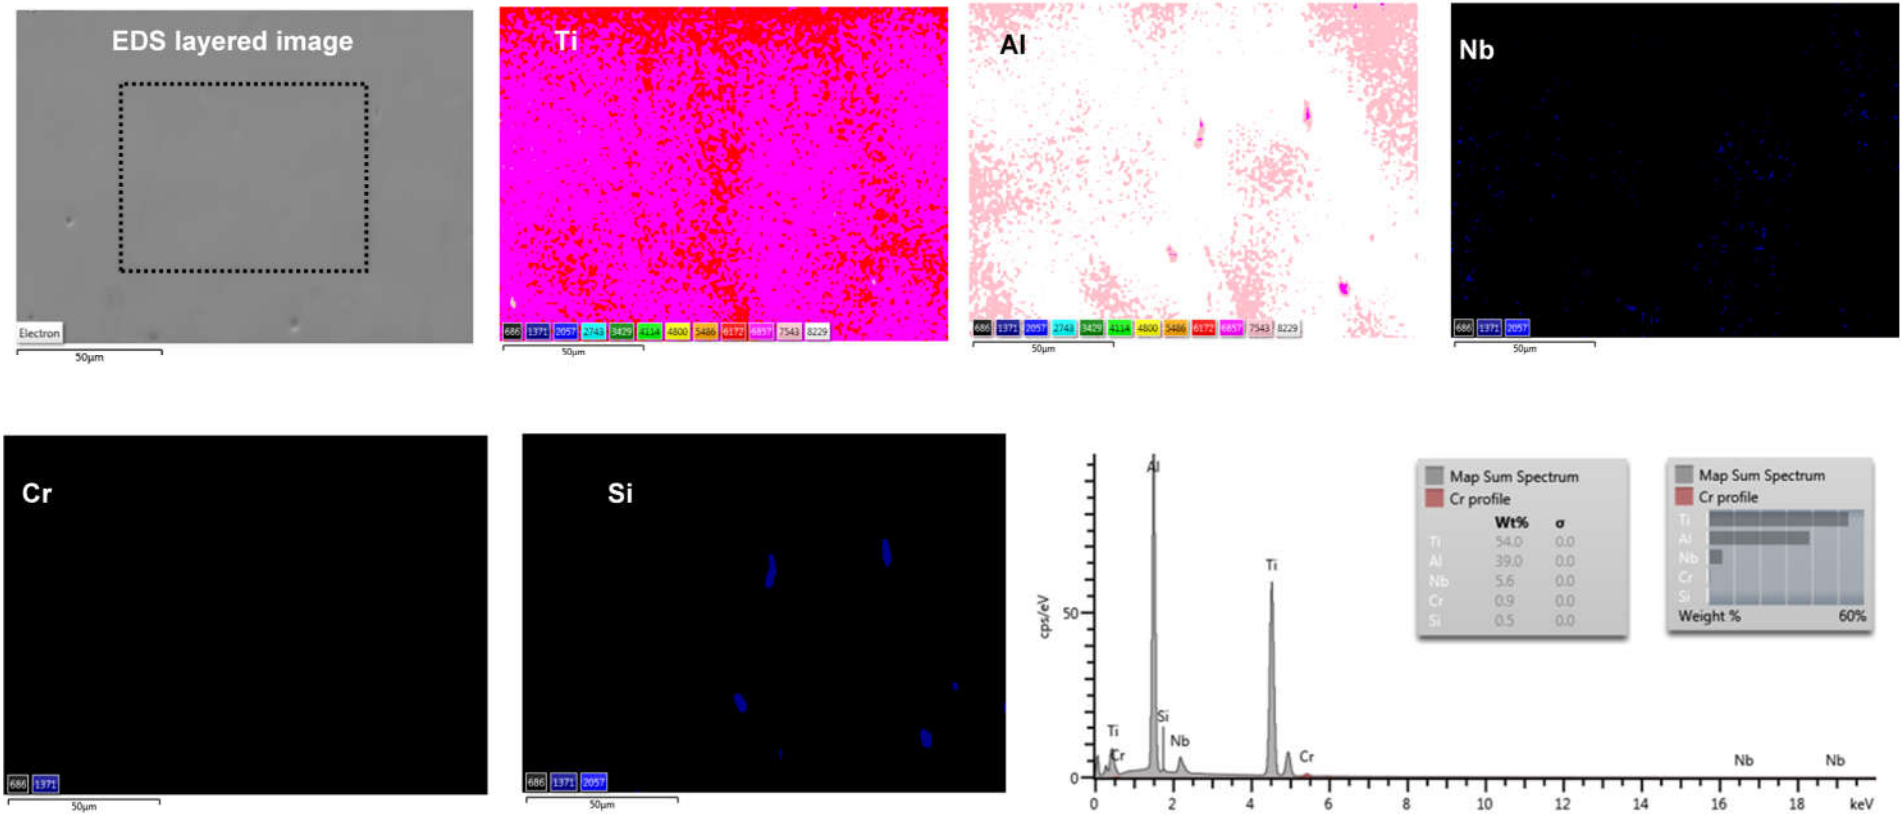 EDS layered image
Electron
50μm
Ti
686 1371 2057 2743 3429 4114 4800 5486 6172 6857 7543 8229
50μm
Al
686 1371 2057 2743 3429 4114 4800 5486 6172 6857 7543 8229
50μm
Nb
686 1371 2057
50μm
Cr
686 1371
50μm
Si
686 1371 2057
50μm
cps/eV
50
0
Ti
Cr
Al
Si
Nb
Ti
Cr
Nb
Nb
0 2 4 6 8 10 12 14 16 18 keV
Map Sum Spectrum
Cr profile
Wt% σ
Ti 54.0 0.0
Al 39.0 0.0
Nb 5.6 0.0
Cr 0.9 0.0
Si 0.5 0.0
Map Sum Spectrum
Cr profile
Ti
Al
Nb
Cr
Si
Weight % 60%